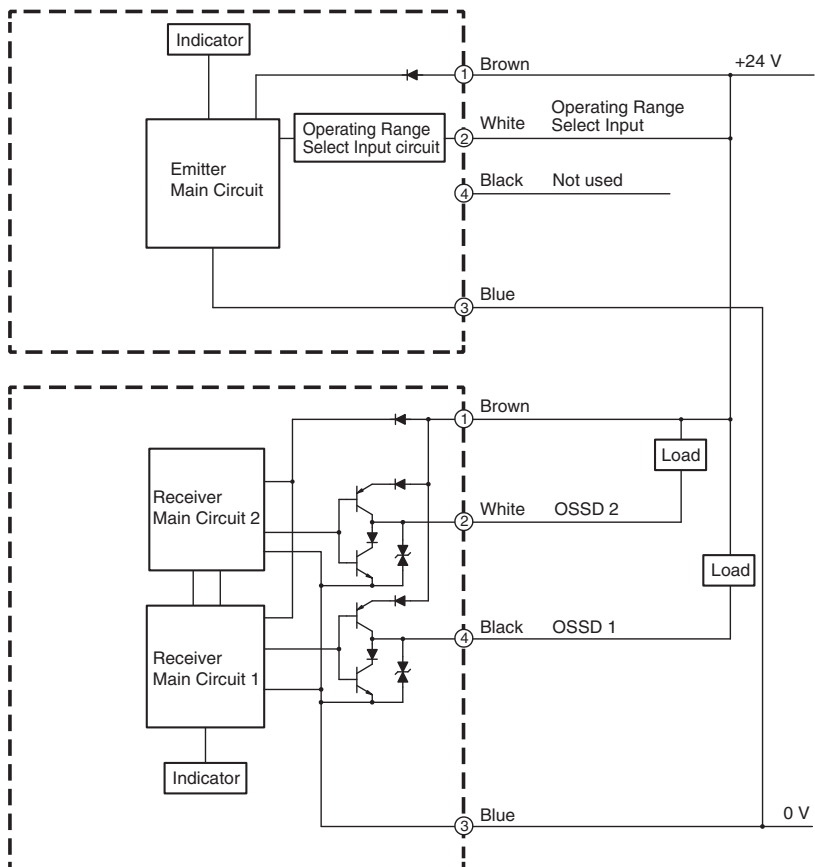 Indicator
① Brown
+24 V
Operating Range
Select Input circuit
② White
Operating Range
Select Input
Emitter
Main Circuit
④ Black Not used
③ Blue
① Brown
Load
Receiver
Main Circuit 2
② White OSSD 2
Load
④ Black OSSD 1
Receiver
Main Circuit 1
Indicator
③ Blue
0 V